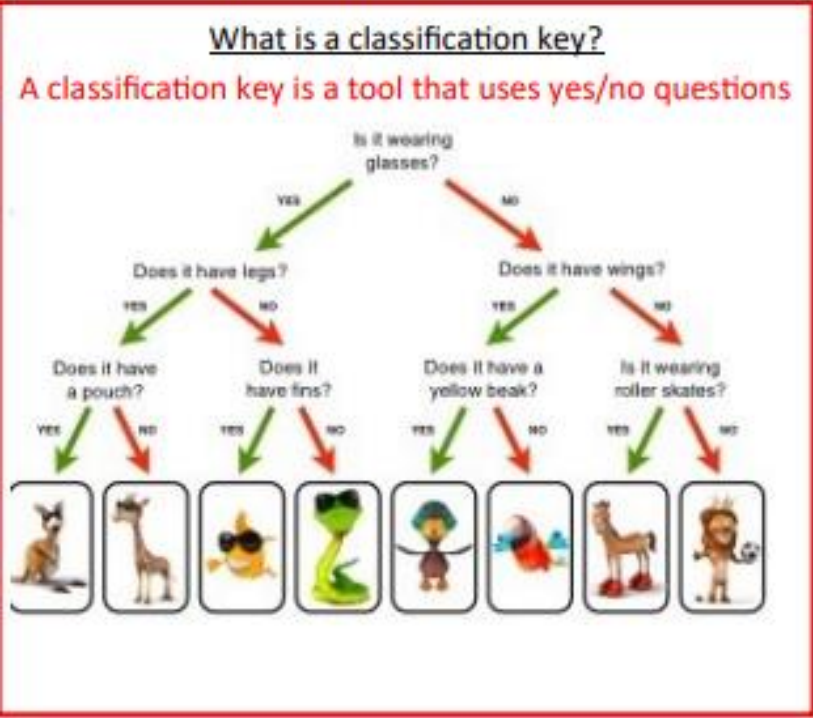 What is a classification key?
A classification key is a tool that uses yes/no questions
Is it wearing
glasses?
YES
NO
Does it have legs?
Does it have wings?
YES
NO
YES
NO
Does it have
a pouch?
Does it
have fins?
Does it have a
yellow beak?
Is it wearing
roller skates?
YES
NO
YES
NO
YES
NO
YES
NO